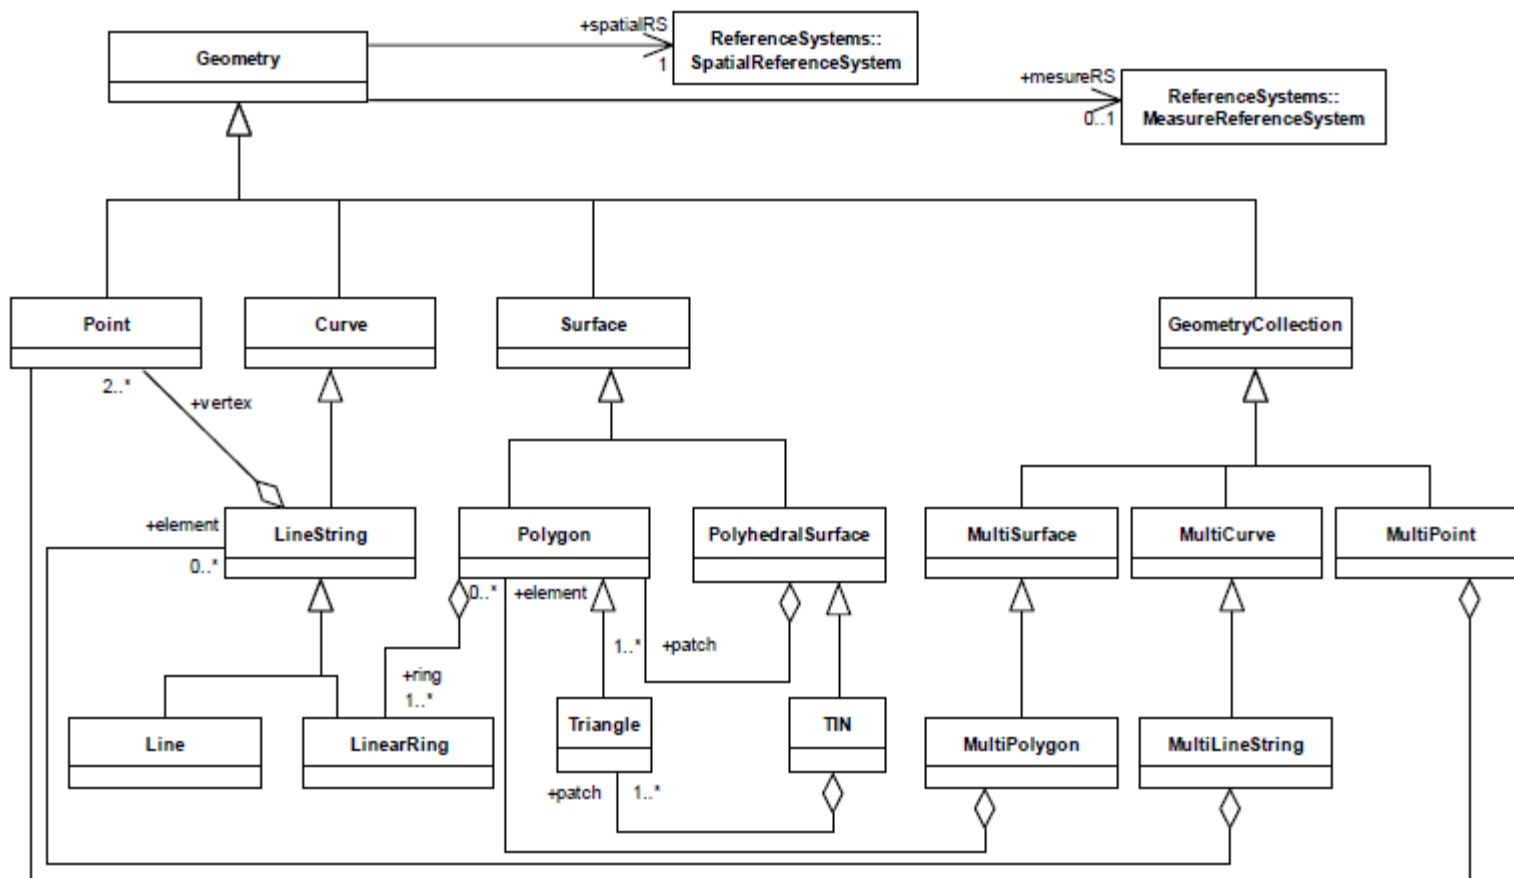 +spatialRS
ReferenceSystems::
SpatialReferenceSystem
1
Geometry
+mesureRS
ReferenceSystems::
MeasureReferenceSystem
0..1
Point
Curve
Surface
GeometryCollection
2..*
+vertex
+element
0..*
LineString
Polygon
PolyhedralSurface
MultiSurface
MultiCurve
MultiPoint
0..*
+element
1..*
+patch
+ring
1..*
Line
LinearRing
Triangle
TIN
MultiPolygon
MultiLineString
+patch
1..*